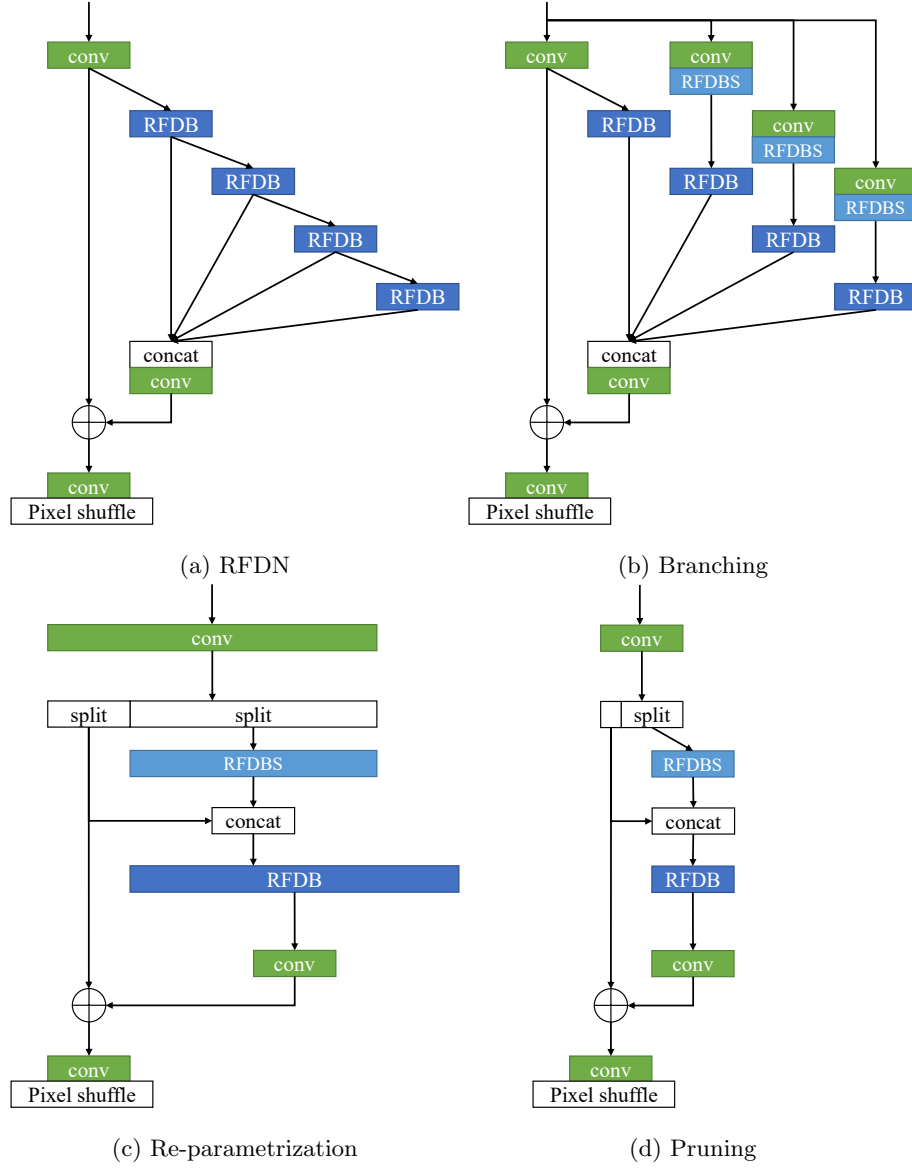 conv
RFDB
RFDB
RFDB
RFDB
concat
conv
conv
Pixel shuffle
(a) RFDN
conv
conv
RFDBS
RFDB
conv
RFDBS
RFDB
conv
RFDBS
RFDB
RFDB
concat
conv
conv
Pixel shuffle
(b) Branching
conv
split split
RFDBS
concat
RFDB
conv
conv
Pixel shuffle
(c) Re-parametrization
conv
split
RFDBS
concat
RFDB
conv
conv
Pixel shuffle
(d) Pruning